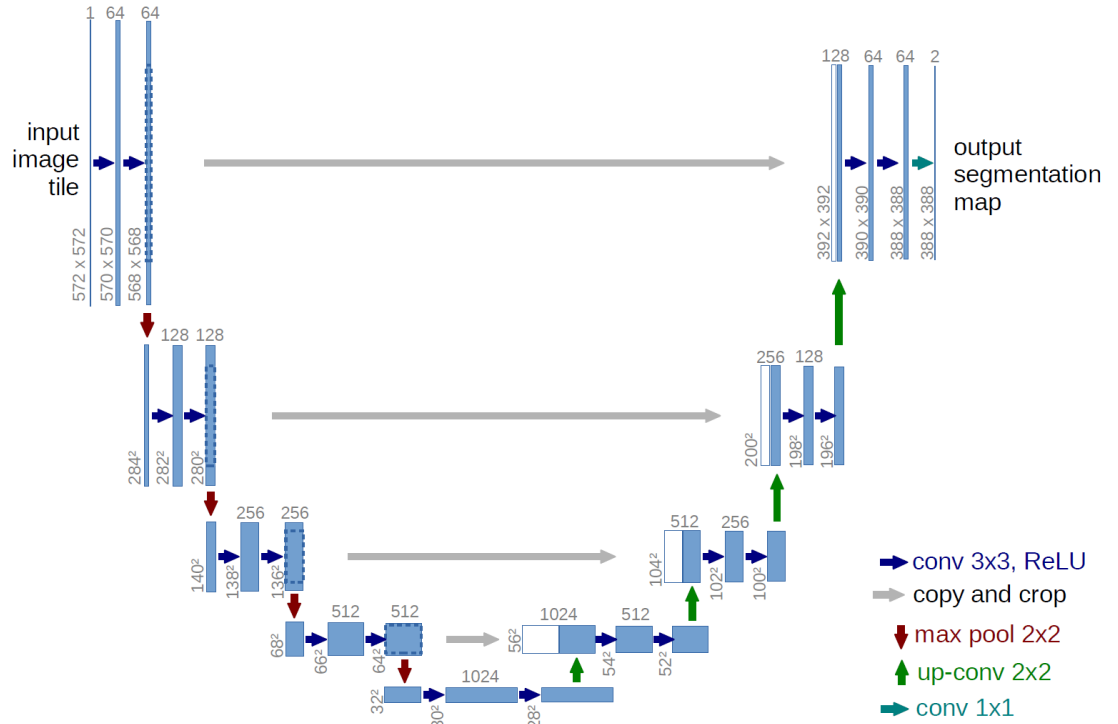 1 64 64
input
image
tile
572 x 572
570 x 570
568 x 568
128 64 64 2
output
segmentation
map
392 x 392
390 x 390
388 x 388
388 x 388
128 128
284²
282²
280²
256 128
200²
198²
196²
256 256
140²
138²
136²
512 256
104²
102²
100²
512 512
68²
66²
64²
1024 512
56²
54²
52²
1024
32²
30²
28²
conv 3x3, ReLU
copy and crop
max pool 2x2
up-conv 2x2
conv 1x1